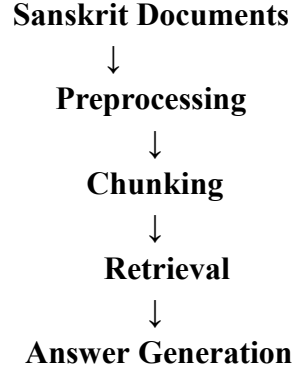 Sanskrit Documents
↓
Preprocessing
↓
Chunking
↓
Retrieval
↓
Answer Generation